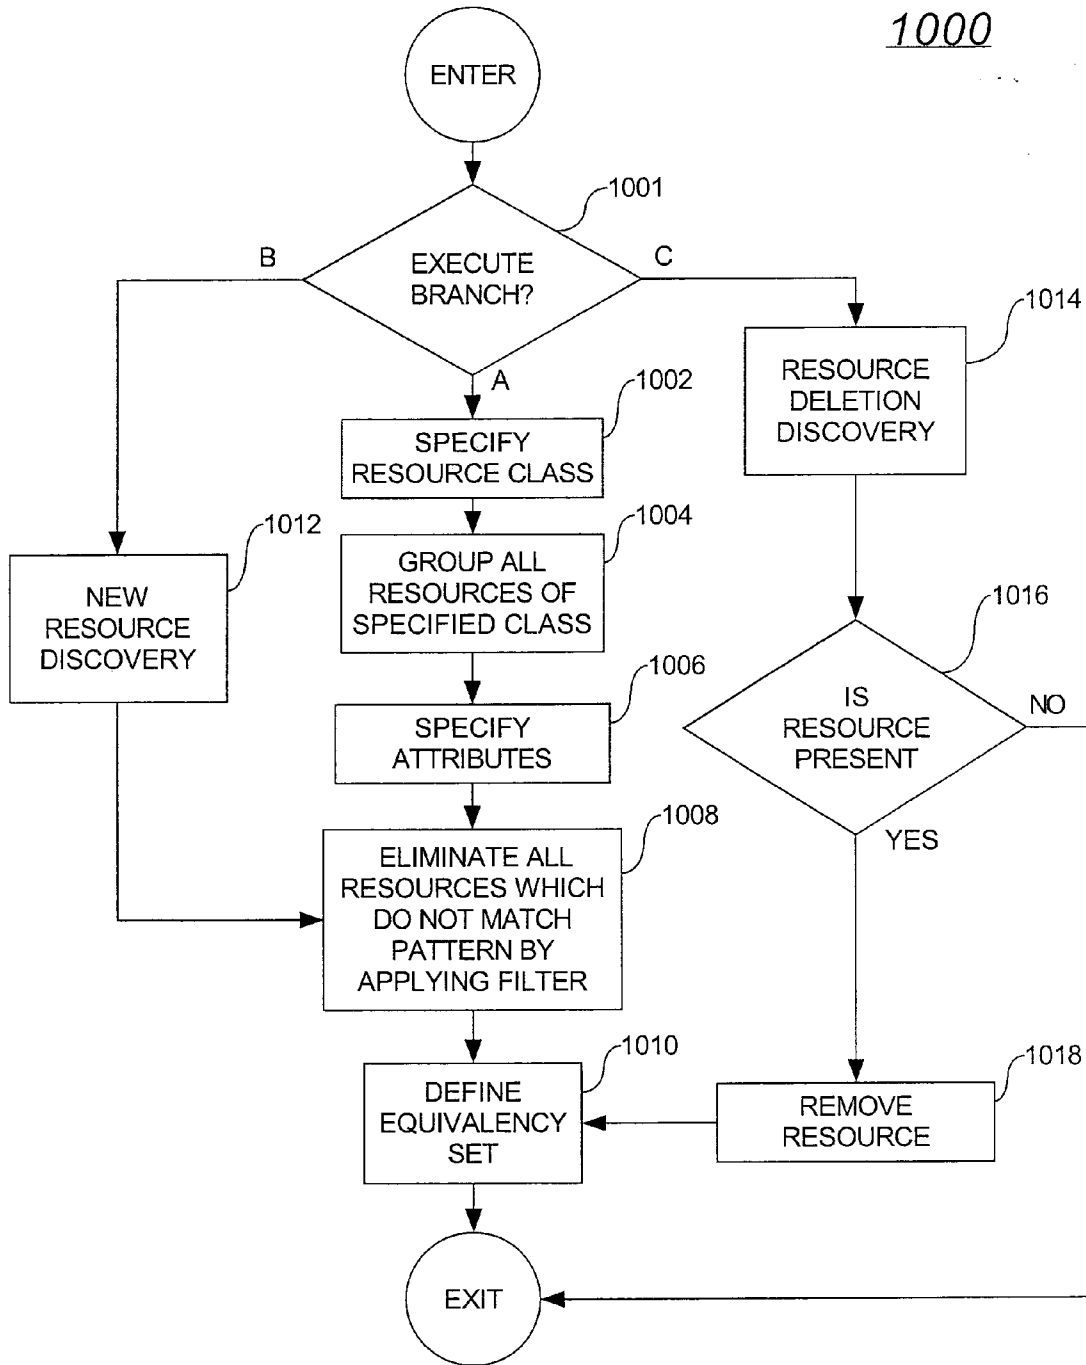 1000
ENTER
1001
B
EXECUTE
BRANCH?
C
A
1014
RESOURCE
DELETION
DISCOVERY
1002
SPECIFY
RESOURCE CLASS
1004
GROUP ALL
RESOURCES OF
SPECIFIED CLASS
1012
NEW
RESOURCE
DISCOVERY
1006
SPECIFY
ATTRIBUTES
1016
IS
RESOURCE
PRESENT
NO
YES
1008
ELIMINATE ALL
RESOURCES WHICH
DO NOT MATCH
PATTERN BY
APPLYING FILTER
1010
DEFINE
EQUIVALENCY
SET
1018
REMOVE
RESOURCE
EXIT